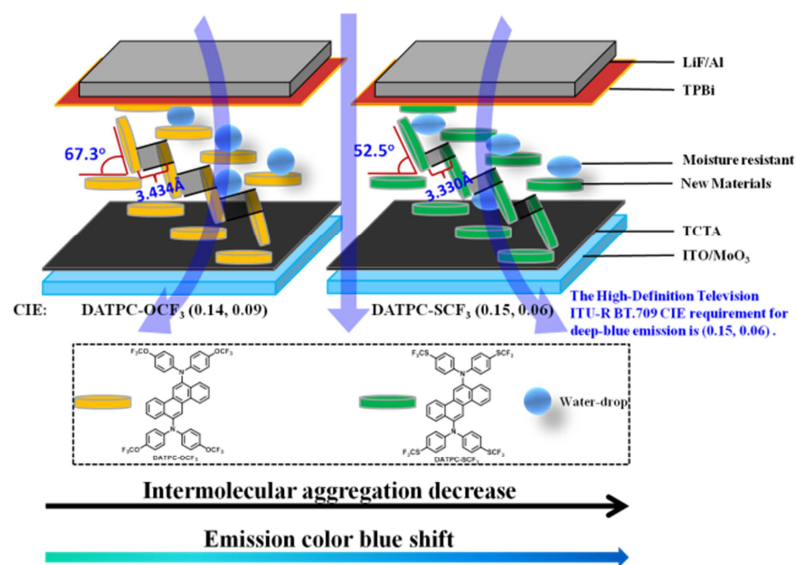 LiF/Al
TPBi
67.3°
3.434Å
52.5°
3.330Å
Moisture resistant
New Materials
TCTA
ITO/MoO₃
CIE: DATPC-OCF₃ (0.14, 0.09) DATPC-SCF₃ (0.15, 0.06)
The High-Definition Television
ITU-R BT.709 CIE requirement for
deep-blue emission is (0.15, 0.06) .
F₃CO OCF₃ F₃CS SCF₃
N N
Water-drop
N N
F₃CO OCF₃ F₃CS SCF₃
DATPC-OCF₃ DATPC-SCF₃
Intermolecular aggregation decrease
Emission color blue shift